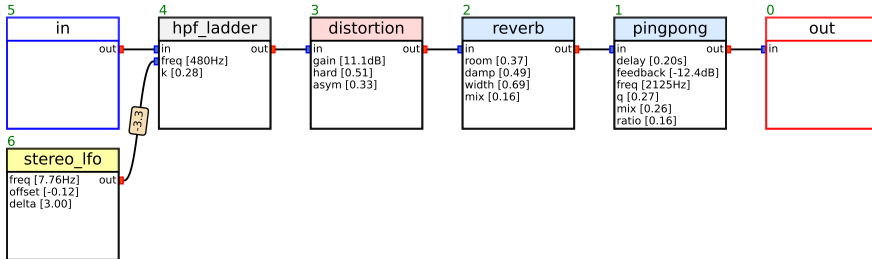 5
in
out
4
hpf_ladder
in
out
freq [480Hz]
k [0.28]
3
distortion
in
out
gain [11.1dB]
hard [0.51]
asym [0.33]
2
reverb
in
out
room [0.37]
damp [0.49]
width [0.69]
mix [0.16]
1
pingpong
in
out
delay [0.20s]
feedback [-12.4dB]
freq [2125Hz]
q [0.27]
mix [0.26]
ratio [0.16]
0
out
in
-3.3
6
stereo_lfo
freq [7.76Hz]
out
offset [-0.12]
delta [3.00]